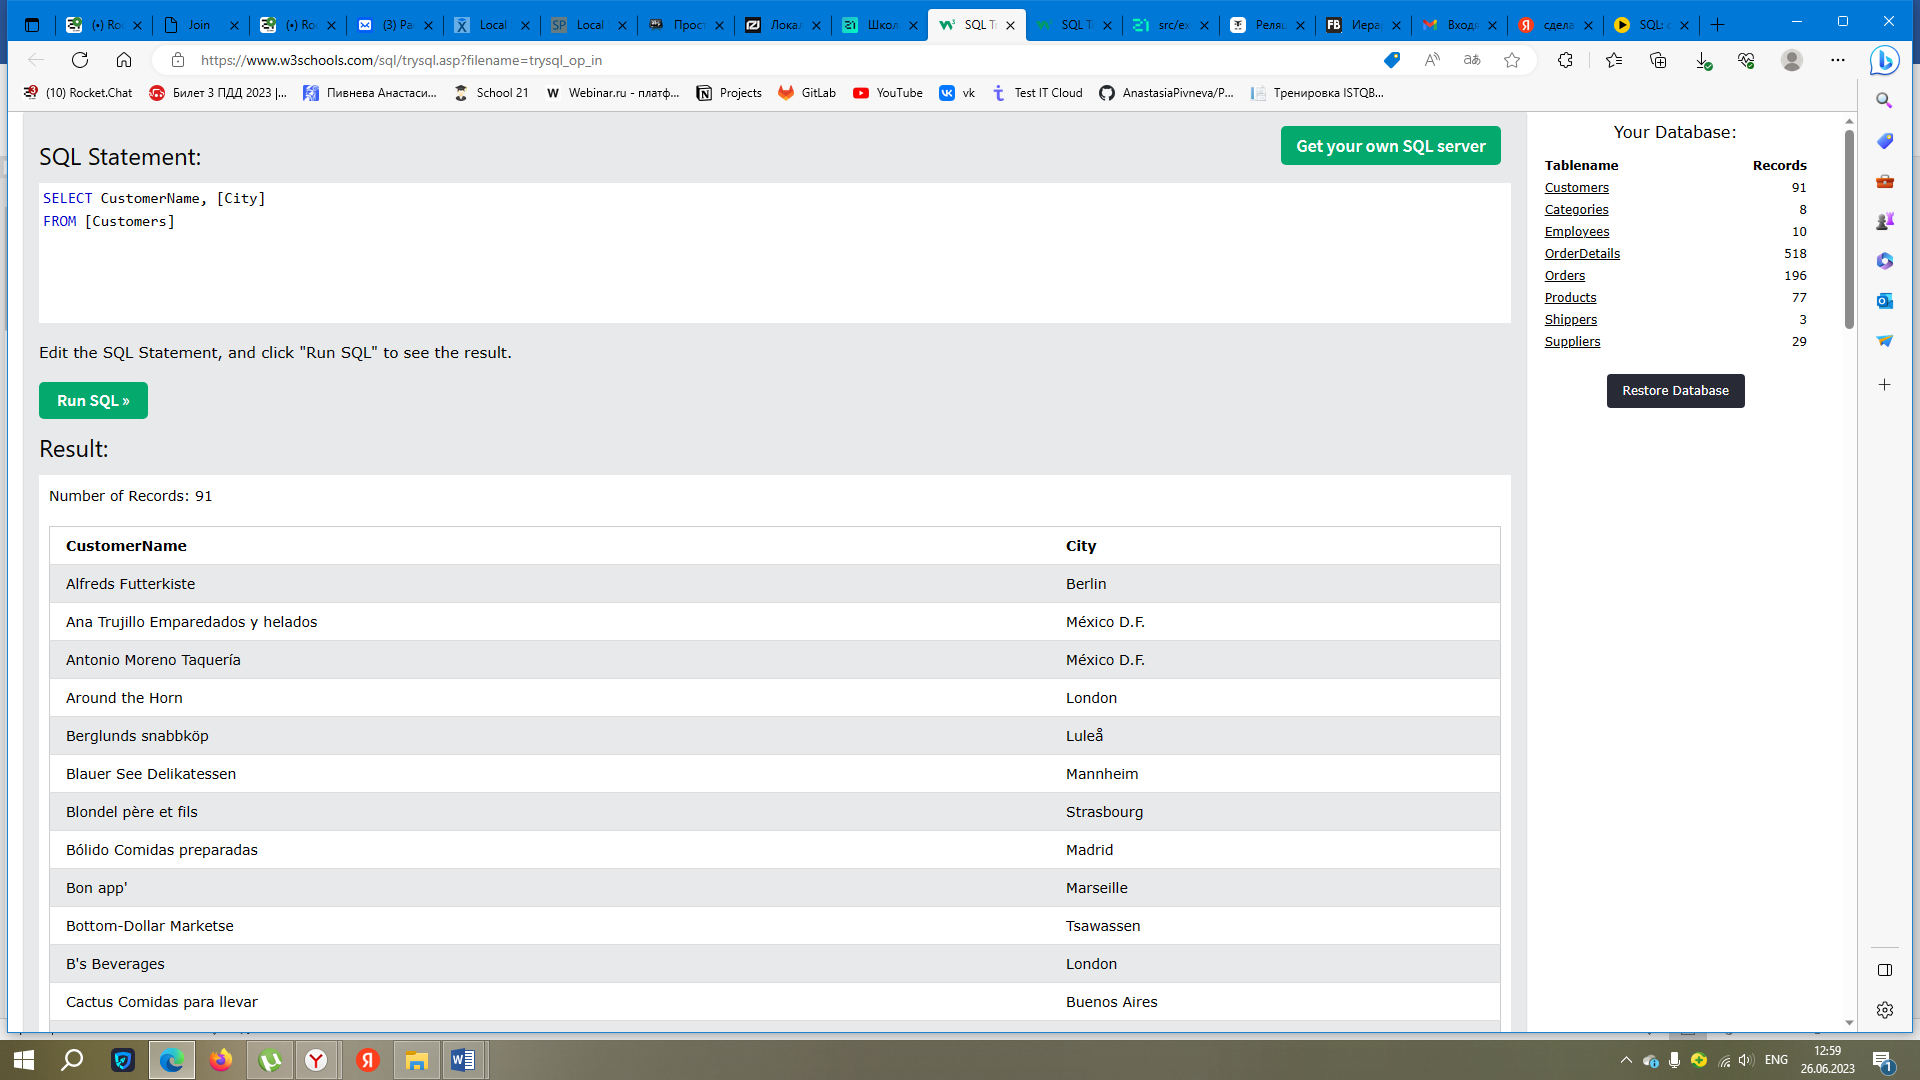 (•) Ro
Join
(•) Ro
(3) Ра
Local
Local
Прост
Локал
Школ
SQL T
SQL T
src/ex
Реляц
Иерар
Входя
сдела
SQL: о
https://www.w3schools.com/sql/trysql.asp?filename=trysql_op_in
(10) Rocket.Chat
Билет 3 ПДД 2023 |...
Пивнева Анастаси...
School 21
Webinar.ru - платф...
Projects
GitLab
YouTube
vk
Test IT Cloud
AnastasiaPivneva/P...
Тренировка ISTQB...
SQL Statement:
Get your own SQL server
SELECT CustomerName, [City]
FROM [Customers]
Edit the SQL Statement, and click "Run SQL" to see the result.
Run SQL »
Result:
Number of Records: 91
CustomerName City
Alfreds Futterkiste Berlin
Ana Trujillo Emparedados y helados México D.F.
Antonio Moreno Taquería México D.F.
Around the Horn London
Berglunds snabbköp Luleå
Blauer See Delikatessen Mannheim
Blondel père et fils Strasbourg
Bólido Comidas preparadas Madrid
Bon app' Marseille
Bottom-Dollar Marketse Tsawassen
B's Beverages London
Cactus Comidas para llevar Buenos Aires
Your Database:
Tablename Records
Customers 91
Categories 8
Employees 10
OrderDetails 518
Orders 196
Products 77
Shippers 3
Suppliers 29
Restore Database
ENG
12:59
26.06.2023
1